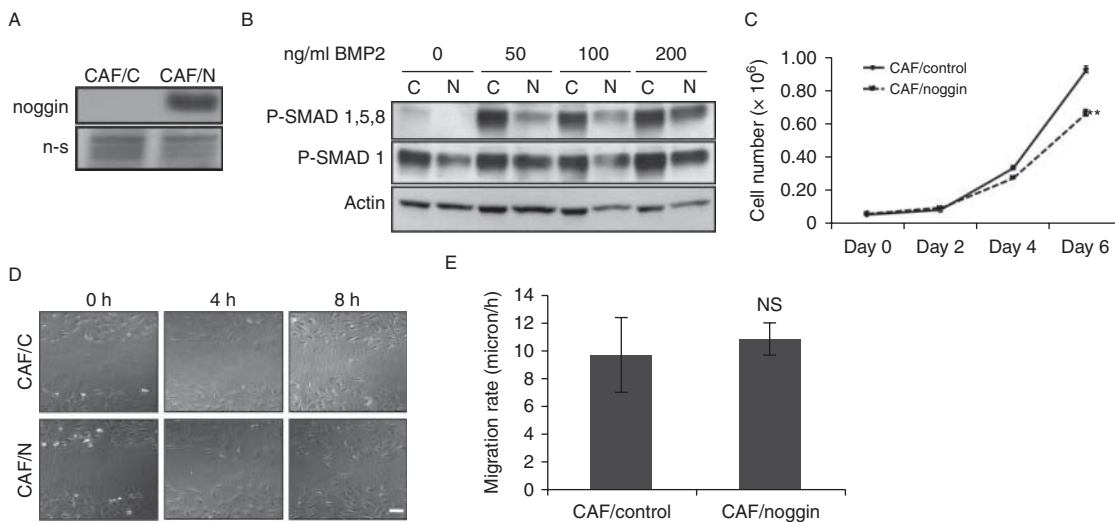 A
CAF/C CAF/N
noggin
n-s
B
ng/ml BMP2 0 50 100 200
C N C N C N C N
P-SMAD 1,5,8
P-SMAD 1
Actin
C
Cell number (× 10⁶)
1.00
0.80
0.60
0.40
0.20
0
CAF/control
CAF/noggin
**
Day 0 Day 2 Day 4 Day 6
D
0 h 4 h 8 h
CAF/C
CAF/N
E
Migration rate (micron/h)
14
12
10
8
6
4
2
0
NS
CAF/control CAF/noggin